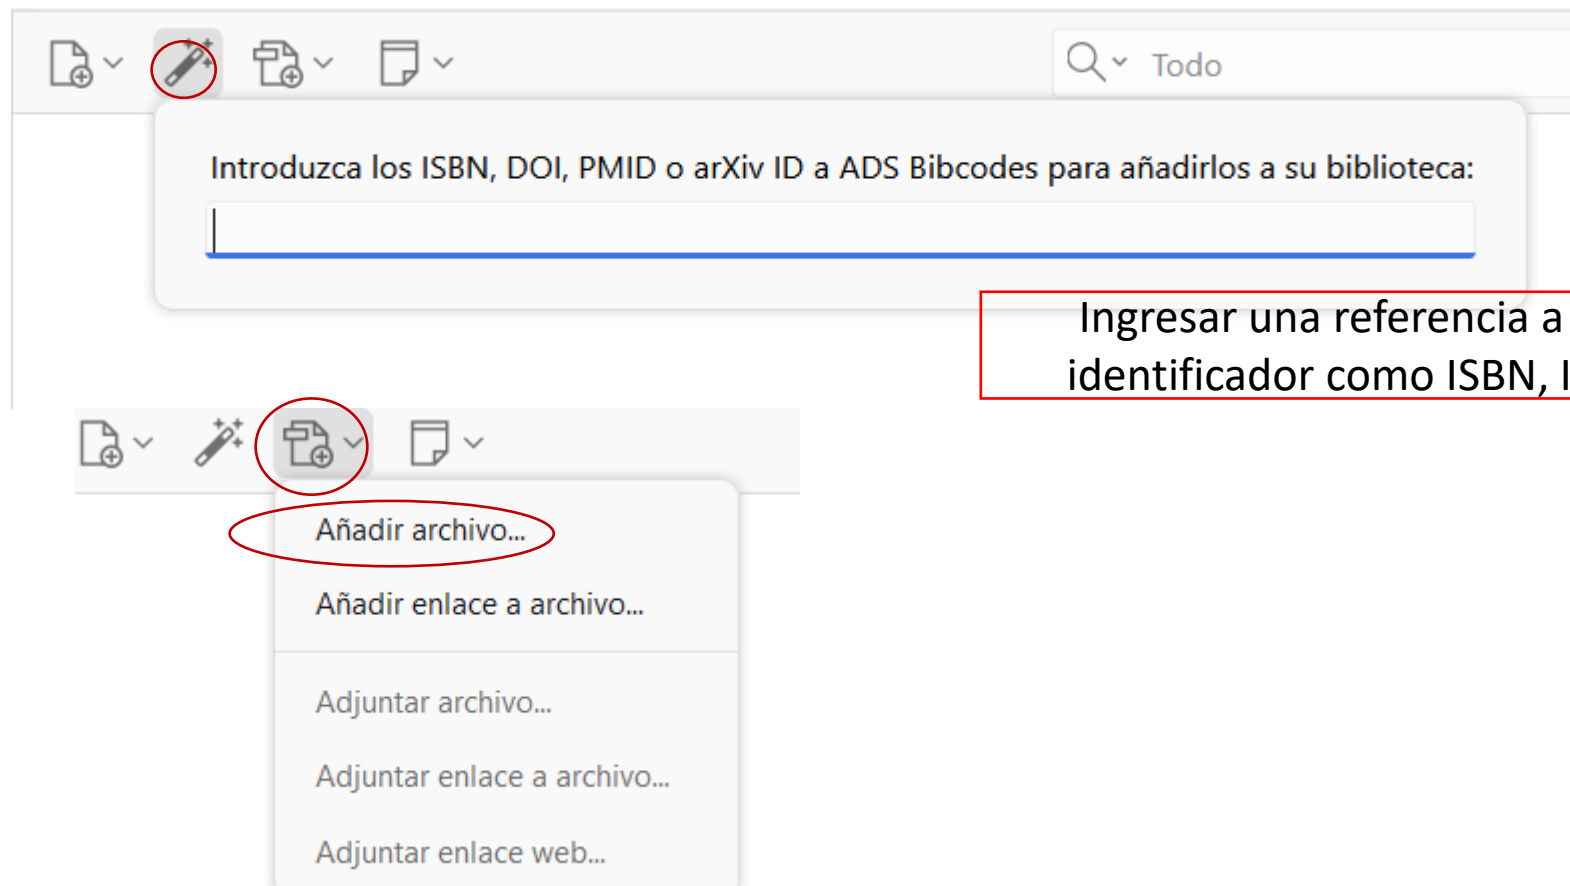 Todo
Introduzca los ISBN, DOI, PMID o arXiv ID a ADS Bibcodes para añadirlos a su biblioteca:
Ingresar una referencia a
identificador como ISBN,
Añadir archivo...
Añadir enlace a archivo...
Adjuntar archivo...
Adjuntar enlace a archivo...
Adjuntar enlace web...